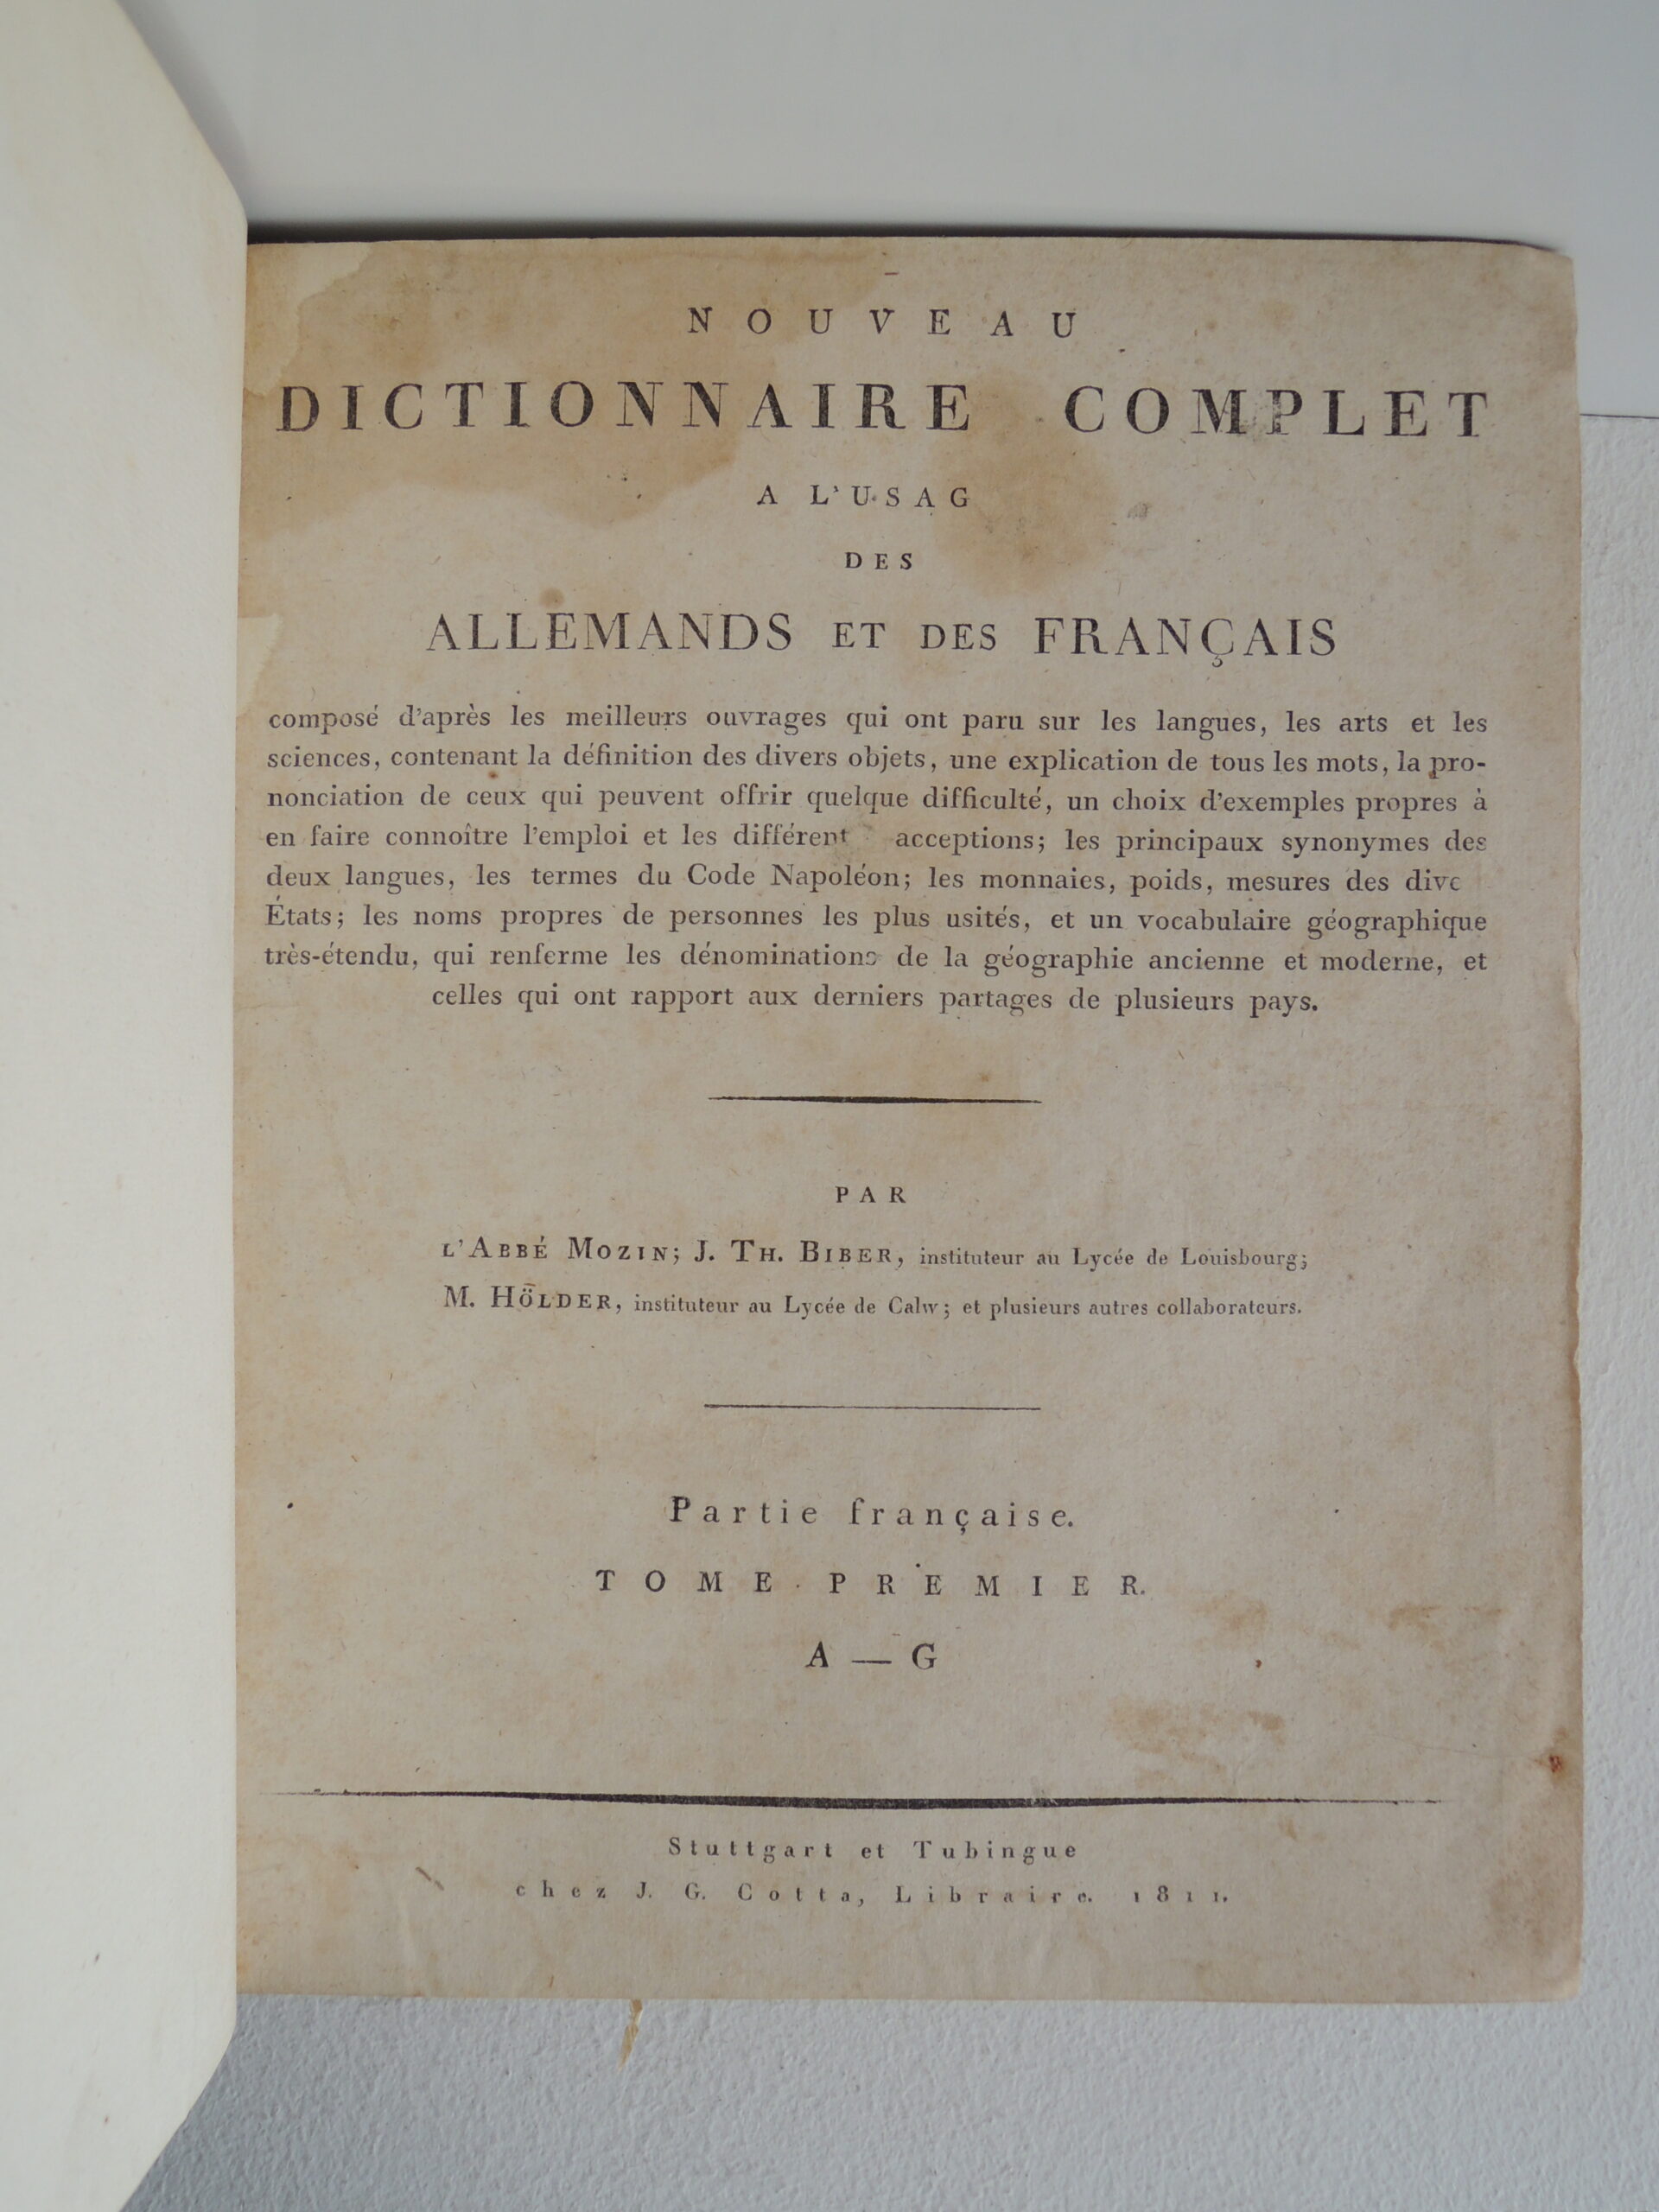 NOUVEAU
DICTIONNAIRE COMPLET
A L'USAG
DES
ALLEMANDS ET DES FRANÇAIS
composé d'après les meilleurs ouvrages qui ont paru sur les langues, les arts et les
sciences, contenant la définition des divers objets, une explication de tous les mots, la pro-
nonciation de ceux qui peuvent offrir quelque difficulté, un choix d'exemples propres à
en faire connoître l'emploi et les différent acceptions; les principaux synonymes des
deux langues, les termes du Code Napoléon; les monnaies, poids, mesures des dive
États; les noms propres de personnes les plus usités, et un vocabulaire géographique
très-étendu, qui renferme les dénominations de la géographie ancienne et moderne, et
celles qui ont rapport aux derniers partages de plusieurs pays.
PAR
L'ABBÉ MOZIN; J. TH. BIBER, instituteur au Lycée de Louisbourg;
M. HÖLDER, instituteur au Lycée de Calw; et plusieurs autres collaborateurs.
Partie française.
TOME PREMIER.
A — G
Stuttgart et Tubingue
chez J. G. Cotta, Libraire. 1811.